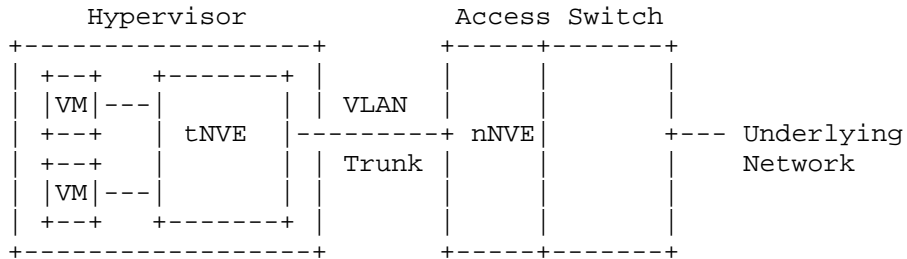 Hypervisor Access Switch
VM VLAN
tNVE nNVE Underlying
Trunk Network
VM